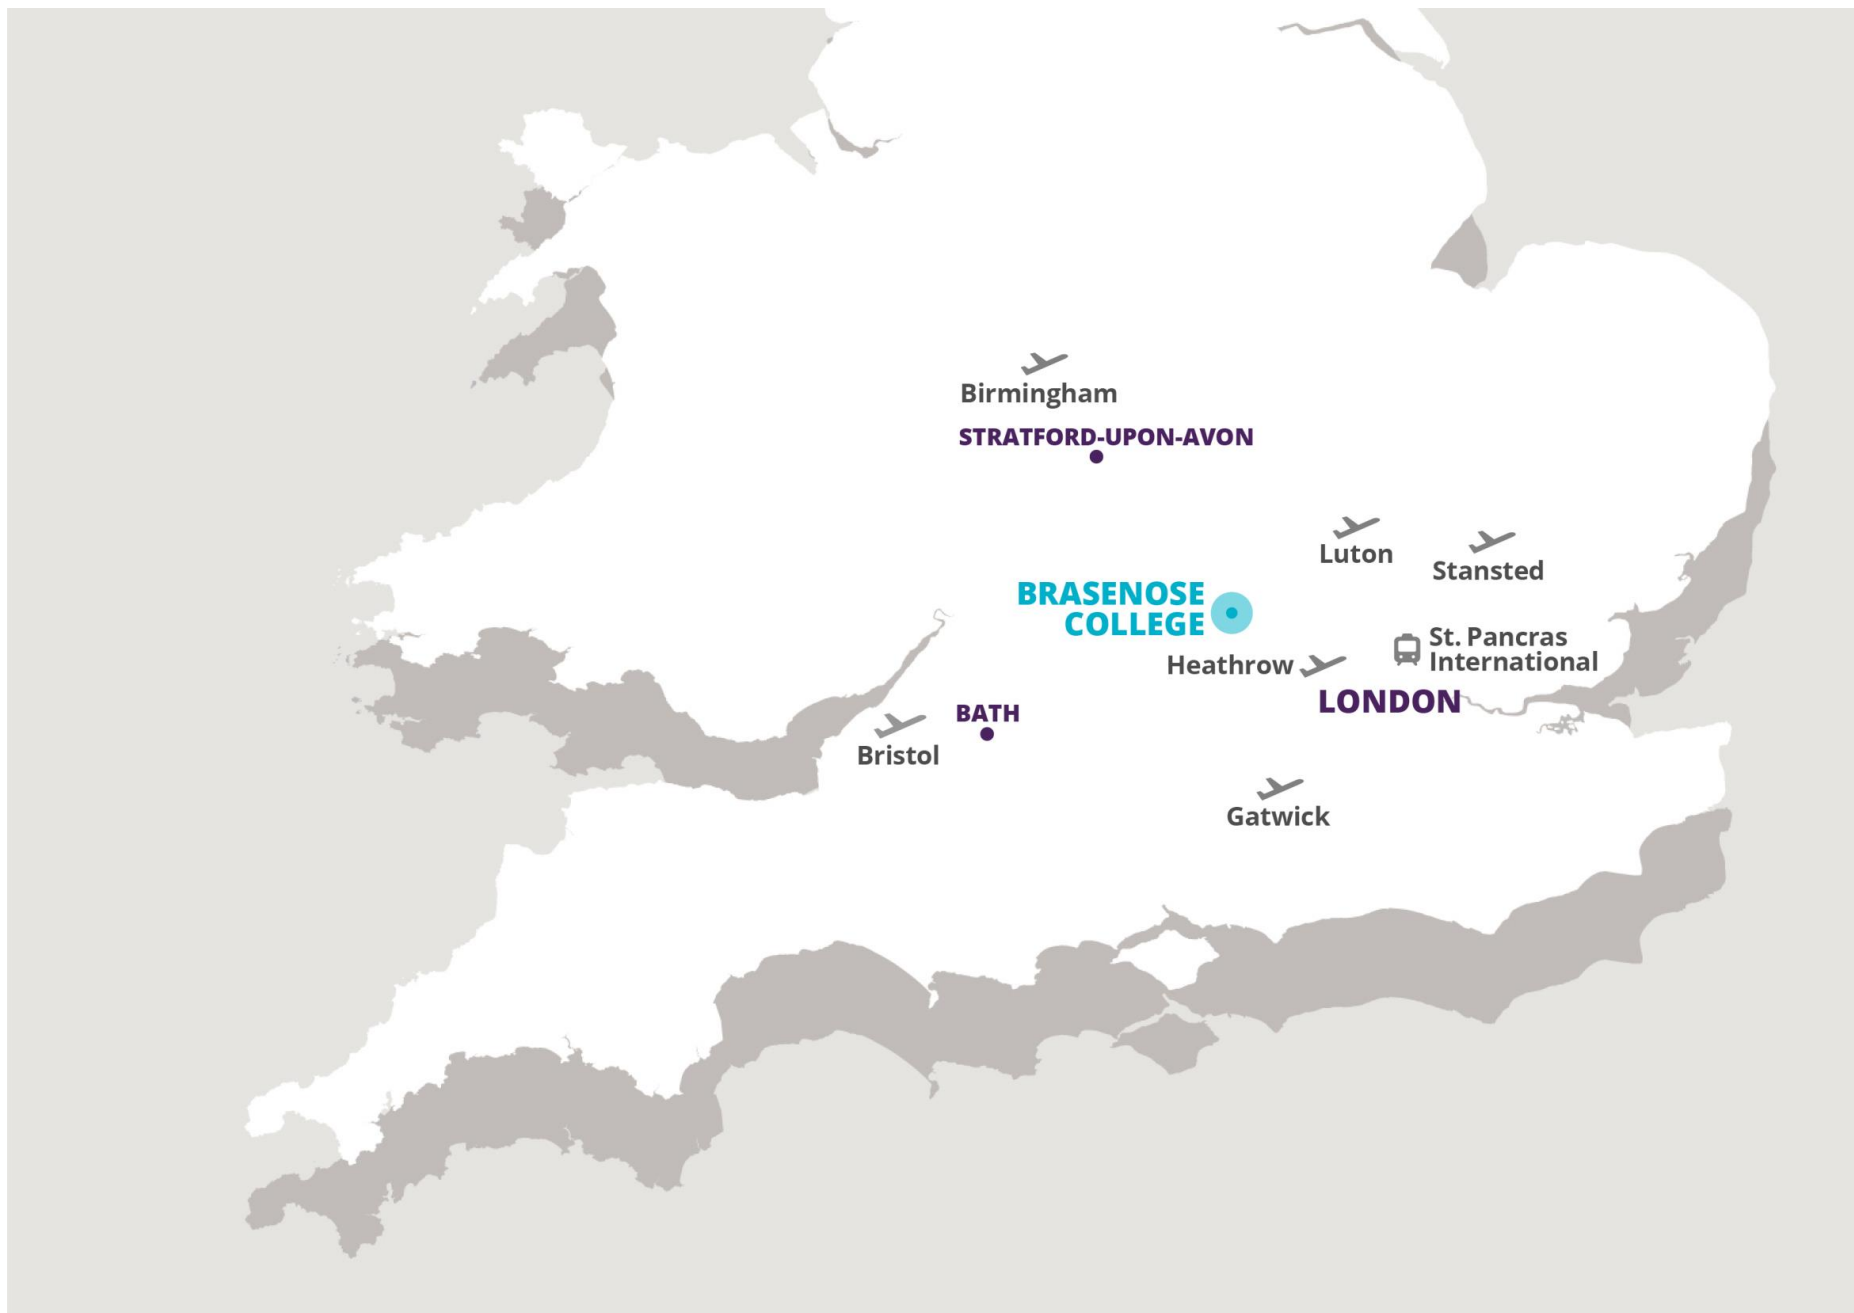 Birmingham
STRATFORD-UPON-AVON
Luton
Stansted
BRASENOSE
COLLEGE
St. Pancras
International
Heathrow
LONDON
BATH
Bristol
Gatwick